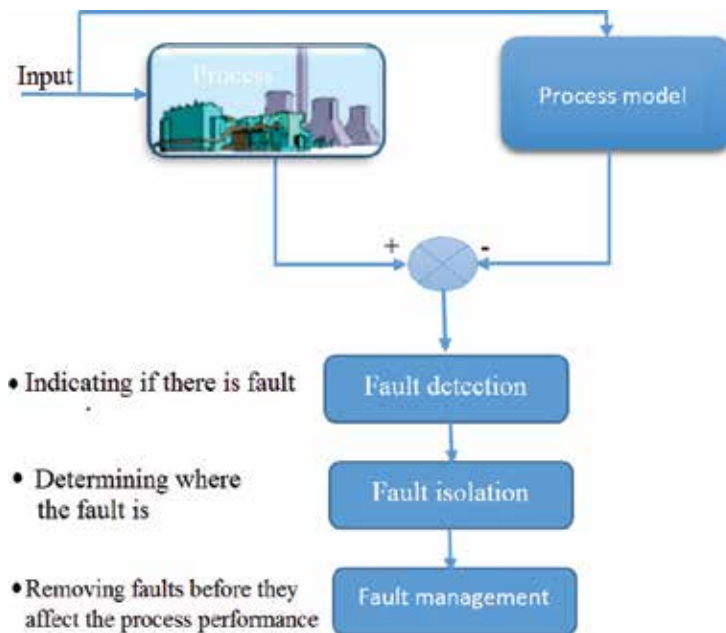 Input
Process
Process model
+
-
• Indicating if there is fault
Fault detection
• Determining where
the fault is
Fault isolation
• Removing faults before they
affect the process performance
Fault management